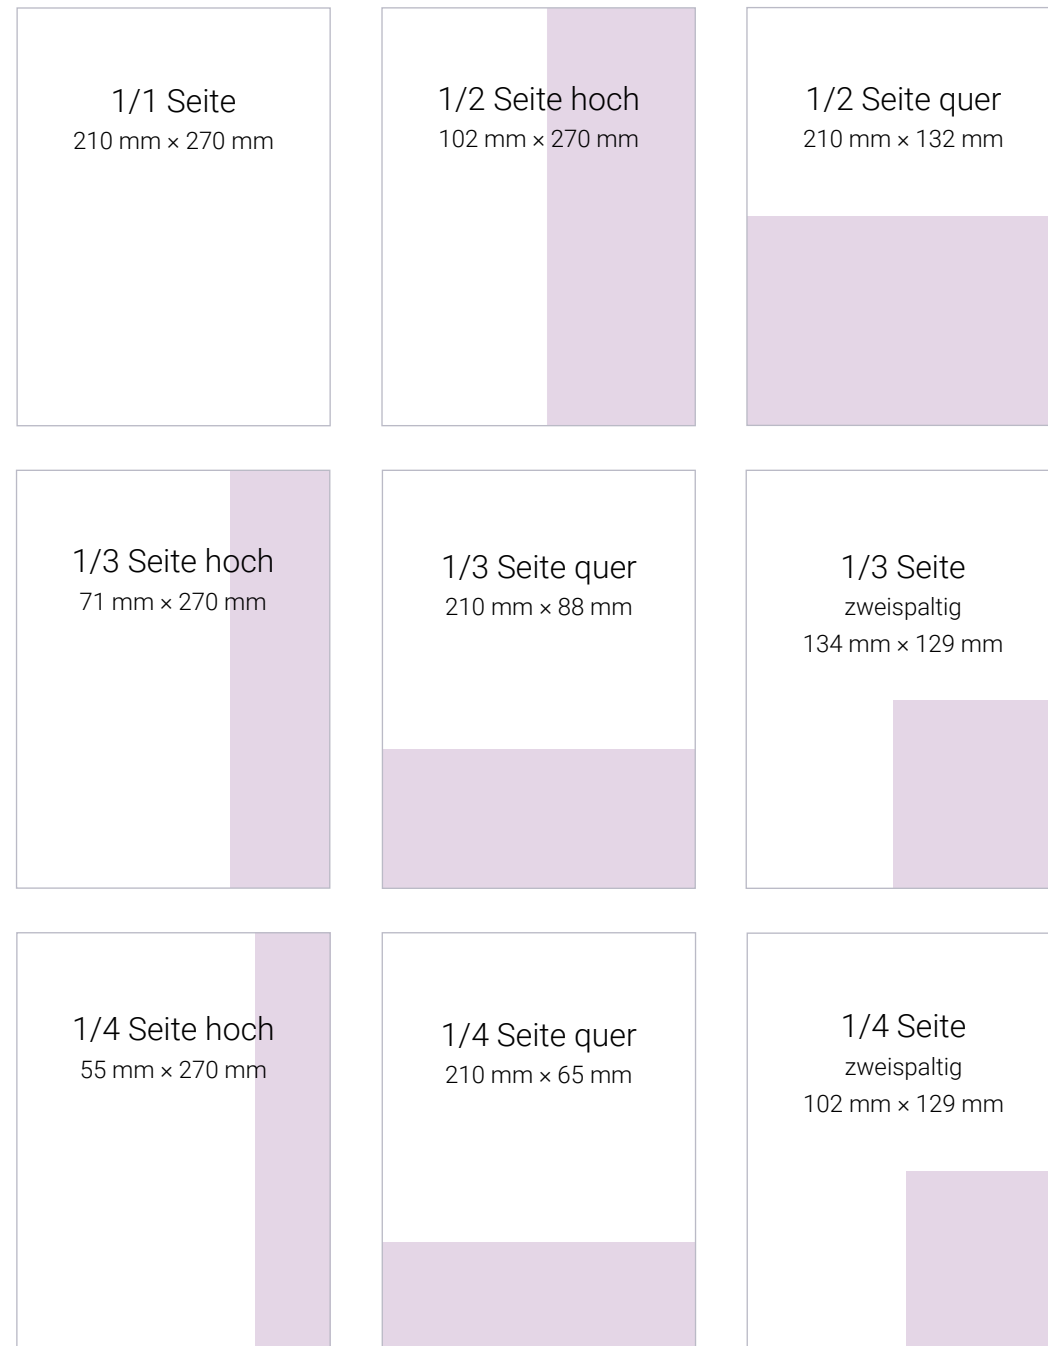 1/1 Seite
210 mm × 270 mm
1/2 Seite hoch
102 mm × 270 mm
1/2 Seite quer
210 mm × 132 mm
1/3 Seite hoch
71 mm × 270 mm
1/3 Seite quer
210 mm × 88 mm
1/3 Seite
zweispaltig
134 mm × 129 mm
1/4 Seite hoch
55 mm × 270 mm
1/4 Seite quer
210 mm × 65 mm
1/4 Seite
zweispaltig
102 mm × 129 mm